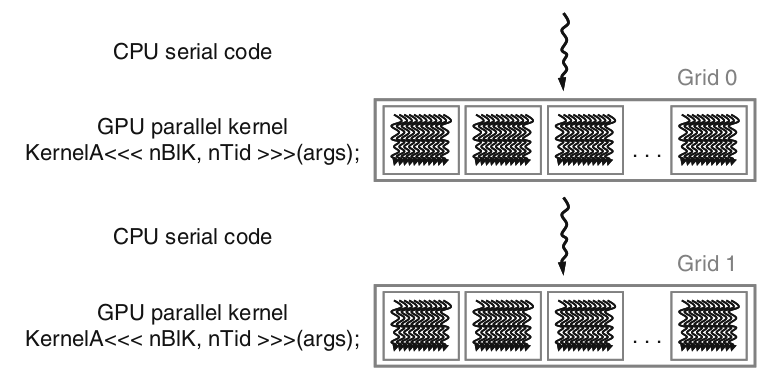 CPU serial code
Grid 0
GPU parallel kernel
KernelA<<< nBlK, nTid >>>(args);
. . .
CPU serial code
Grid 1
GPU parallel kernel
KernelA<<< nBlK, nTid >>>(args);
. . .